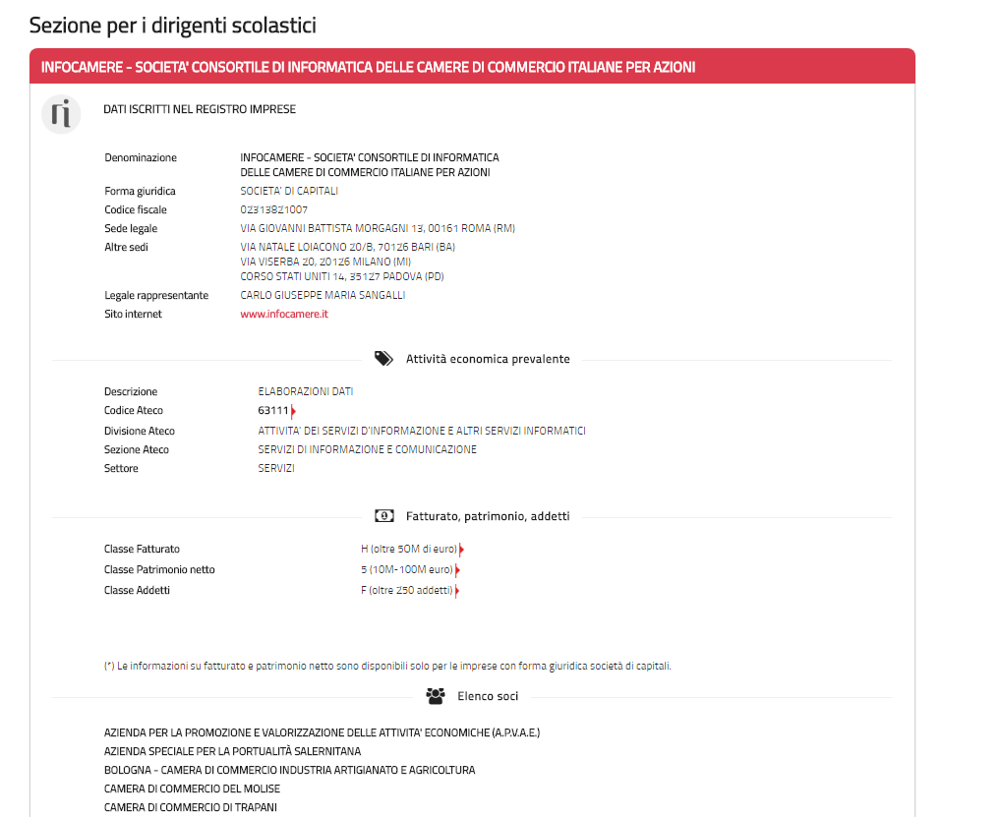 Sezione per i dirigenti scolastici
INFOCAMERE - SOCIETA' CONSORTILE DI INFORMATICA DELLE CAMERE DI COMMERCIO ITALIANE PER AZIONI
ri
DATI ISCRITTI NEL REGISTRO IMPRESE
Denominazione INFOCAMERE - SOCIETA' CONSORTILE DI INFORMATICA
DELLE CAMERE DI COMMERCIO ITALIANE PER AZIONI
Forma giuridica SOCIETA' DI CAPITALI
Codice fiscale 02313821007
Sede legale VIA GIOVANNI BATTISTA MORGAGNI 13, 00161 ROMA (RM)
Altre sedi VIA NATALE LOIACONO 20/B, 70126 BARI (BA)
VIA VISERBA 20, 20126 MILANO (MI)
CORSO STATI UNITI 14, 35127 PADOVA (PD)
Legale rappresentante CARLO GIUSEPPE MARIA SANGALLI
Sito internet www.infocamere.it
Attività economica prevalente
Descrizione ELABORAZIONI DATI
Codice Ateco 63111
Divisione Ateco ATTIVITA' DEI SERVIZI D'INFORMAZIONE E ALTRI SERVIZI INFORMATICI
Sezione Ateco SERVIZI DI INFORMAZIONE E COMUNICAZIONE
Settore SERVIZI
Fatturato, patrimonio, addetti
Classe Fatturato H (oltre 50M di euro)
Classe Patrimonio netto 5 (10M-100M euro)
Classe Addetti F (oltre 250 addetti)
(*) Le informazioni su fatturato e patrimonio netto sono disponibili solo per le imprese con forma giuridica società di capitali.
Elenco soci
AZIENDA PER LA PROMOZIONE E VALORIZZAZIONE DELLE ATTIVITA' ECONOMICHE (A.P.V.A.E.)
AZIENDA SPECIALE PER LA PORTUALITÀ SALERNITANA
BOLOGNA - CAMERA DI COMMERCIO INDUSTRIA ARTIGIANATO E AGRICOLTURA
CAMERA DI COMMERCIO DEL MOLISE
CAMERA DI COMMERCIO DI TRAPANI